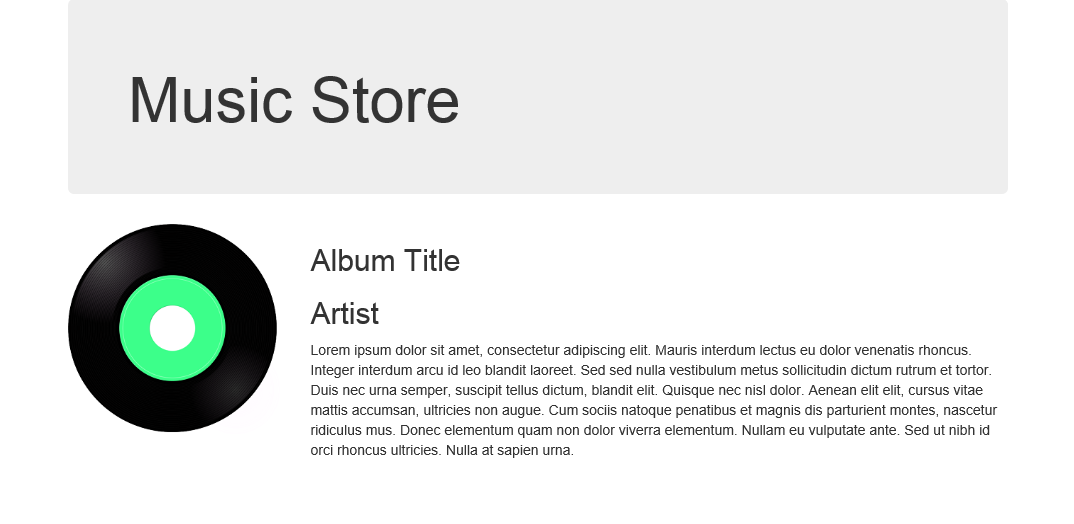 Music Store
Album Title
Artist
Lorem ipsum dolor sit amet, consectetur adipiscing elit. Mauris interdum lectus eu dolor venenatis rhoncus.
Integer interdum arcu id leo blandit laoreet. Sed sed nulla vestibulum metus sollicitudin dictum rutrum et tortor.
Duis nec urna semper, suscipit tellus dictum, blandit elit. Quisque nec nisl dolor. Aenean elit elit, cursus vitae
mattis accumsan, ultricies non augue. Cum sociis natoque penatibus et magnis dis parturient montes, nascetur
ridiculus mus. Donec elementum quam non dolor viverra elementum. Nullam eu vulputate ante. Sed ut nibh id
orci rhoncus ultricies. Nulla at sapien urna.